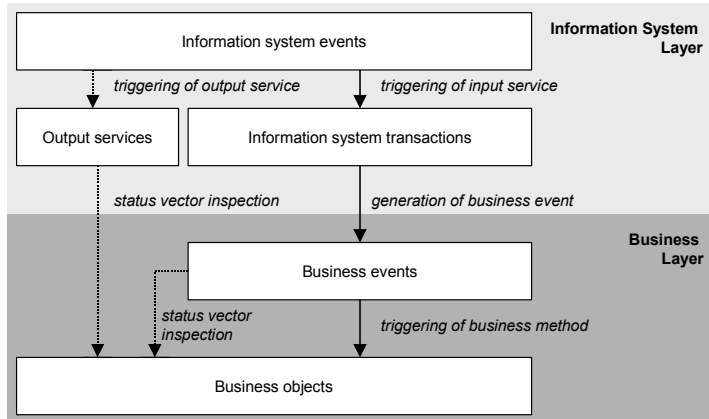 Information system events
Information System
Layer
triggering of output service
triggering of input service
Output services
Information system transactions
status vector inspection
generation of business event
Business
Layer
Business events
status vector
inspection
triggering of business method
Business objects